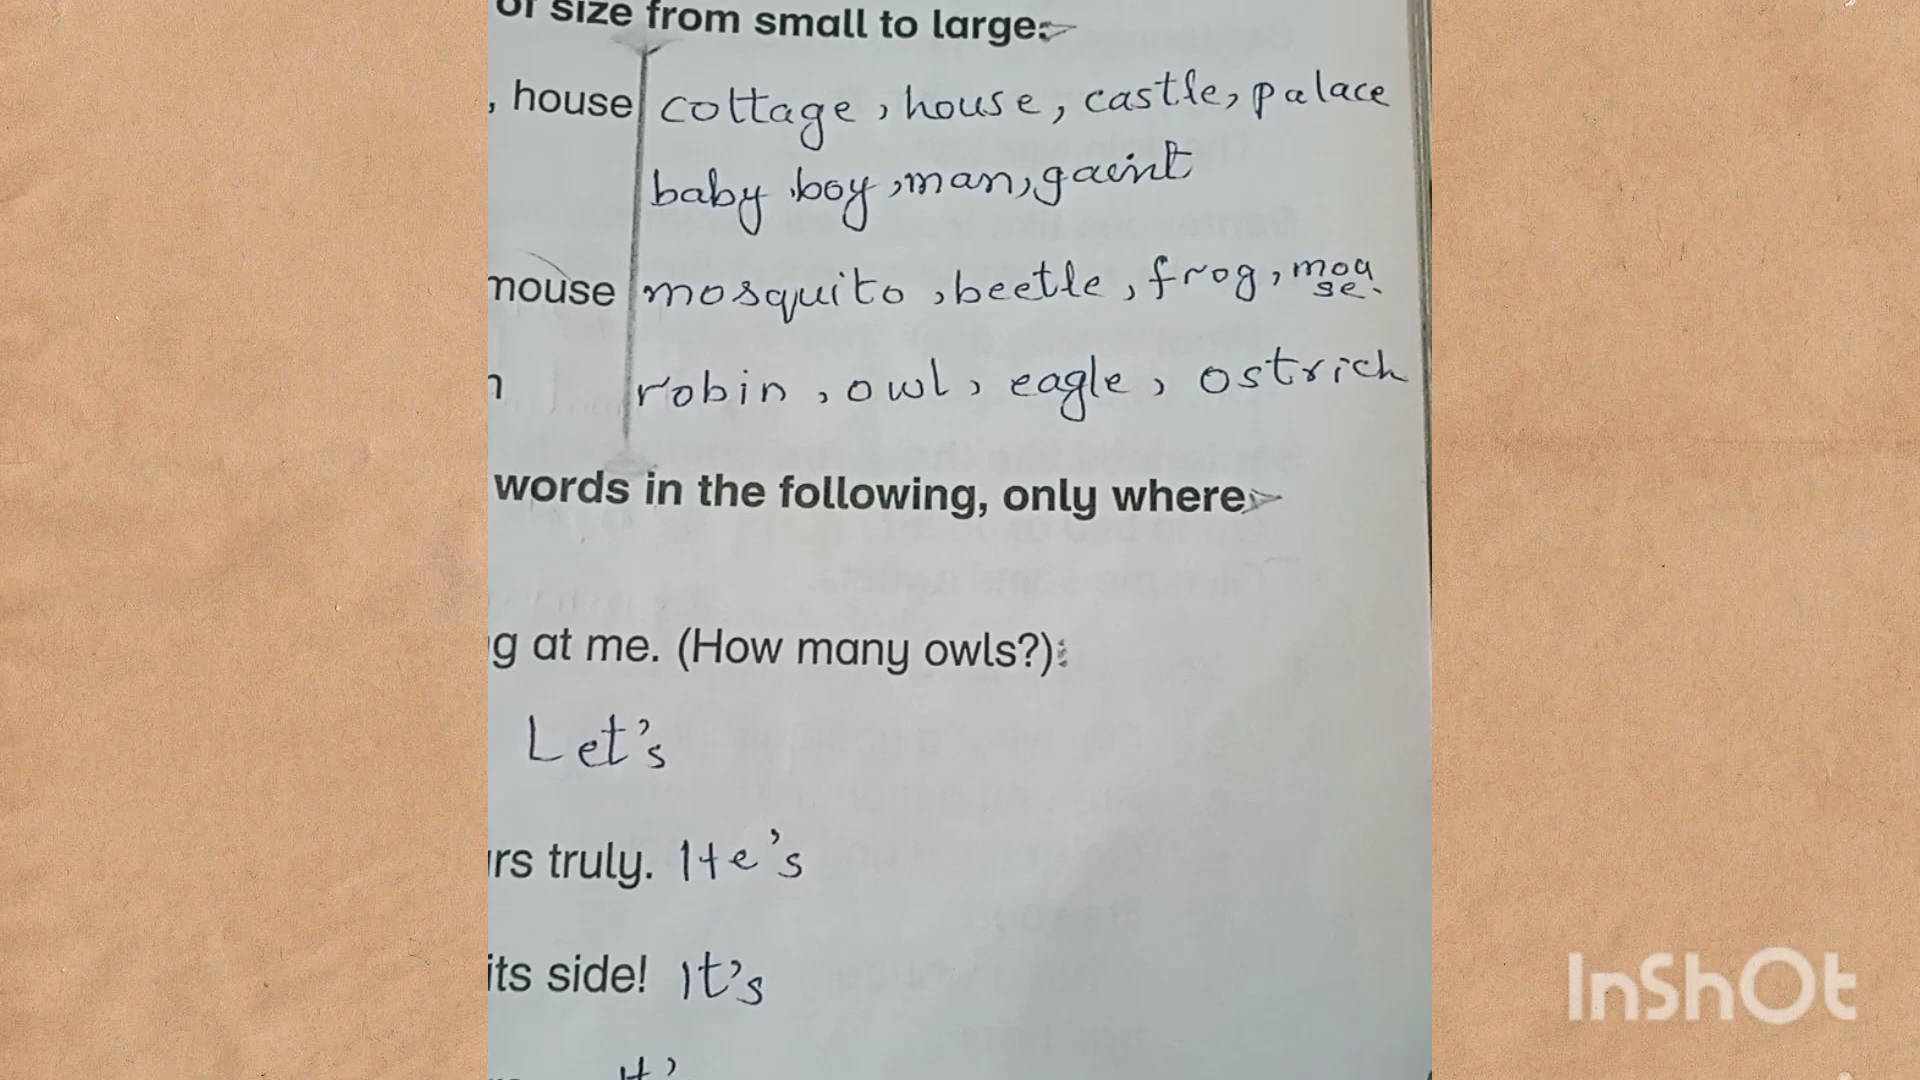 of size from small to large:
, house cottage, house, castle, palace
baby, boy, man, gaint
mouse mosquito, beetle, frog, mouse.
robin, owl, eagle, ostrich
words in the following, only where
g at me. (How many owls?):
Let's
rs truly. He's
its side! It's
InShOt